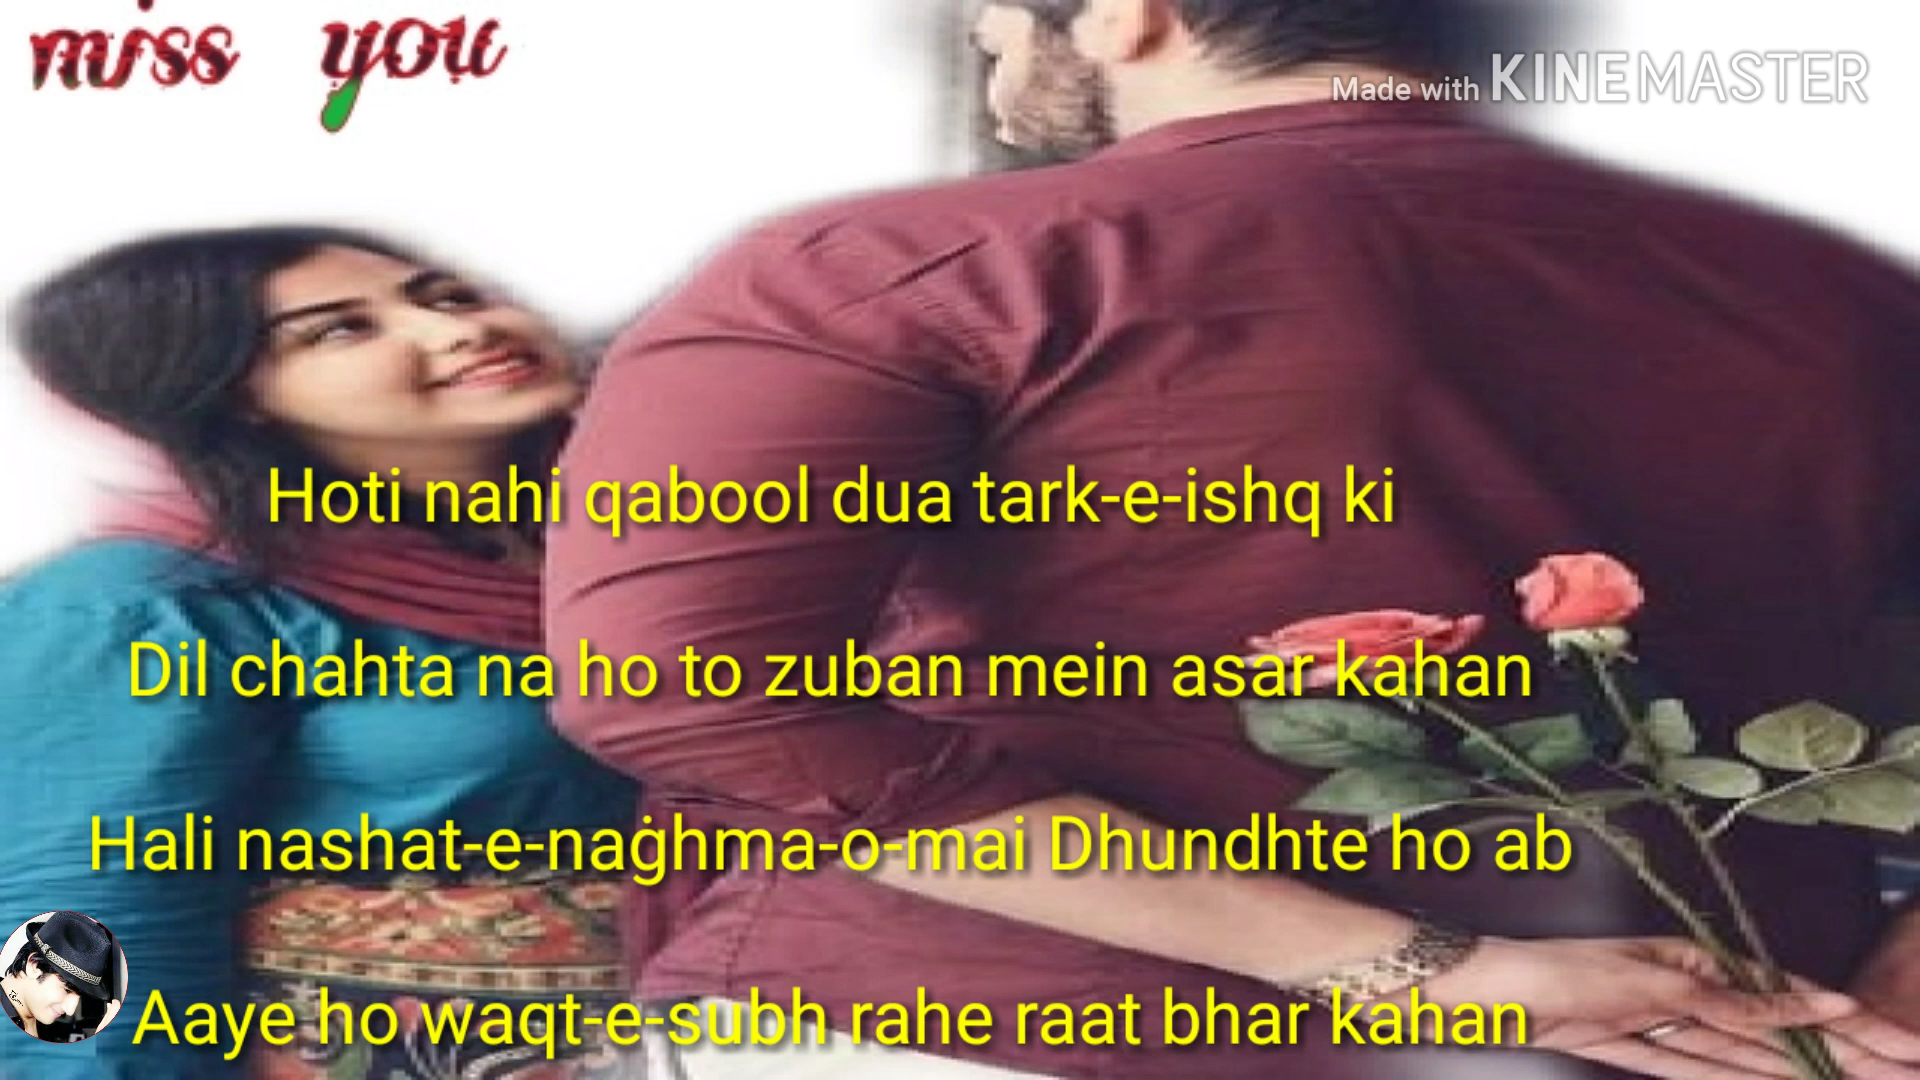 miss you
Made with KINEMASTER
Hoti nahi qabool dua tark-e-ishq ki
Dil chahta na ho to zuban mein asar kahan
Hali nashat-e-naġhma-o-mai Dhundhte ho ab
Aaye ho waqt-e-subh rahe raat bhar kahan